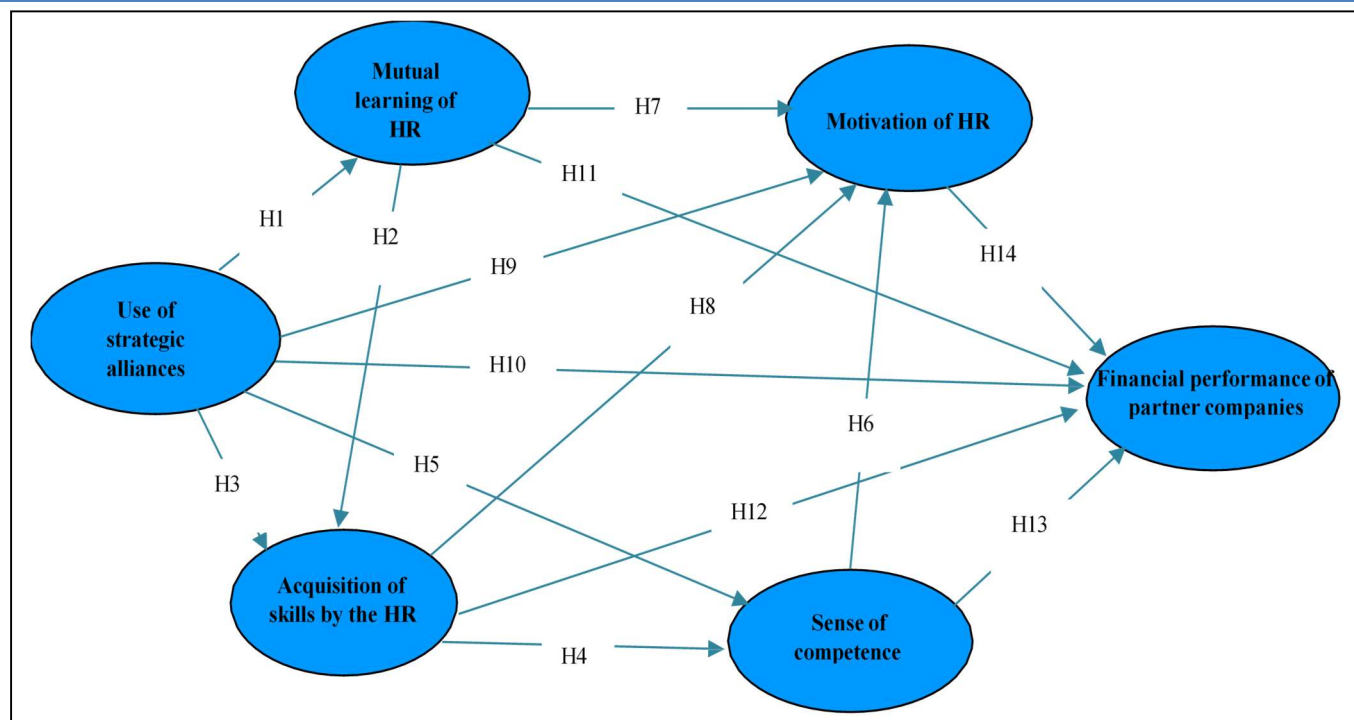 Mutual
learning of
HR
H7
Motivation of HR
H11
H1
H2
H9
H14
H8
Use of
strategic
alliances
H10
Financial performance of
partner companies
H6
H5
H3
H12
H13
Acquisition of
skills by the HR
Sense of
competence
H4